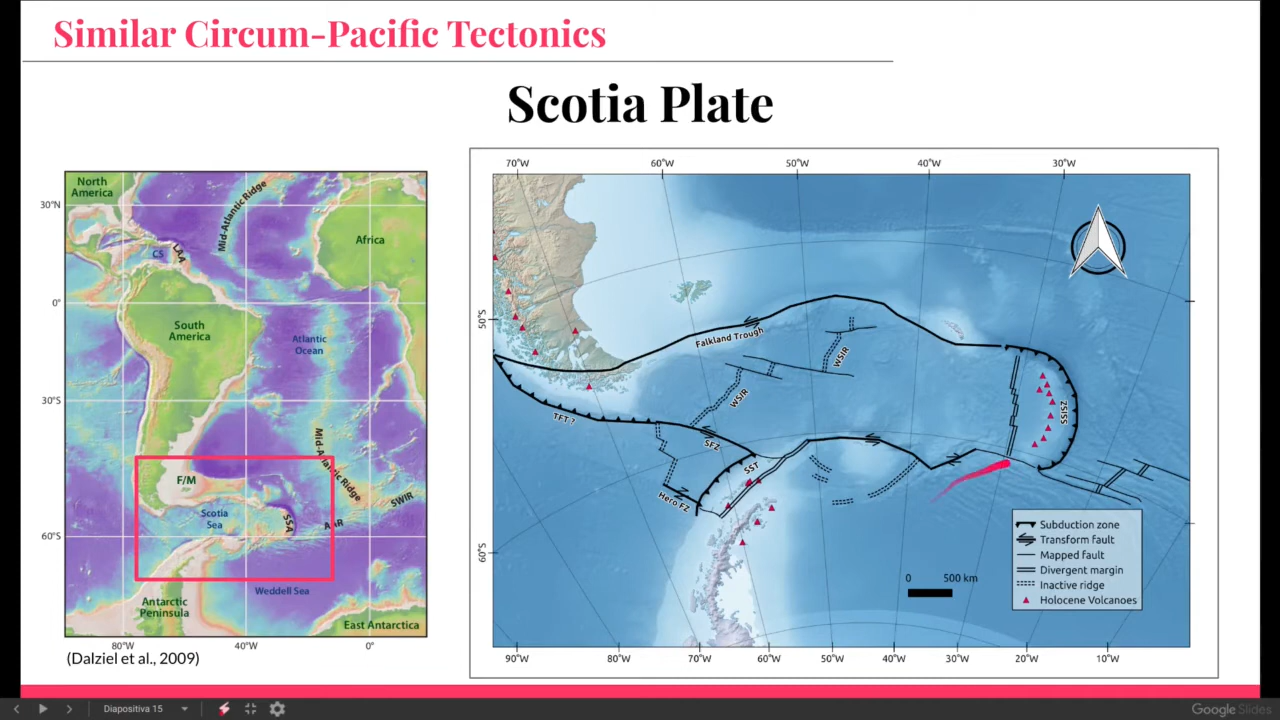 Similar Circum-Pacific Tectonics
Scotia Plate
North
America
30°N
Mid-Atlantic Ridge
Africa
CS
LAA
0°
South
America
Atlantic
Ocean
30°S
Mid-Atlantic Ridge
F/M
SWIR
Scotia
Sea
SSA
AAR
60°S
Weddell Sea
Antarctic
Peninsula
East Antarctica
80°W
40°W
0°
(Dalziel et al., 2009)
70°W
60°W
50°W
40°W
30°W
50°S
Falkland Trough
WSIR
WSIR
TFT ?
SFZ
SST
Hero FZ
SSISZ
60°S
Subduction zone
Transform fault
Mapped fault
Divergent margin
Inactive ridge
Holocene Volcanoes
0
500 km
90°W
80°W
70°W
60°W
50°W
40°W
30°W
20°W
10°W
Diapositiva 15
Google Slides